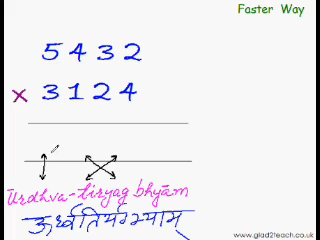 Faster Way
5432
× 3124
Urdhva-tiryag bhyām
ऊर्ध्वतिर्यग्भ्याम्
www.glad2teach.co.uk